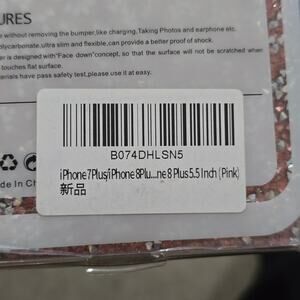 URES
e without removing the bumper,like charging,Taking Photos and earphone etc.
olycarbonate,ultra slim and flexible,can provide a better proof of shock.
er is designed with"Face down"concept, so that the surface will not be scratched when
touches flat surface.
terials have pass safety test,please use it at easy.
B074DHLSN5
iPhone 7 Plus/iPhone 8Plu...ne 8 Plus 5.5 Inch (Pink)
新品
de In Ch